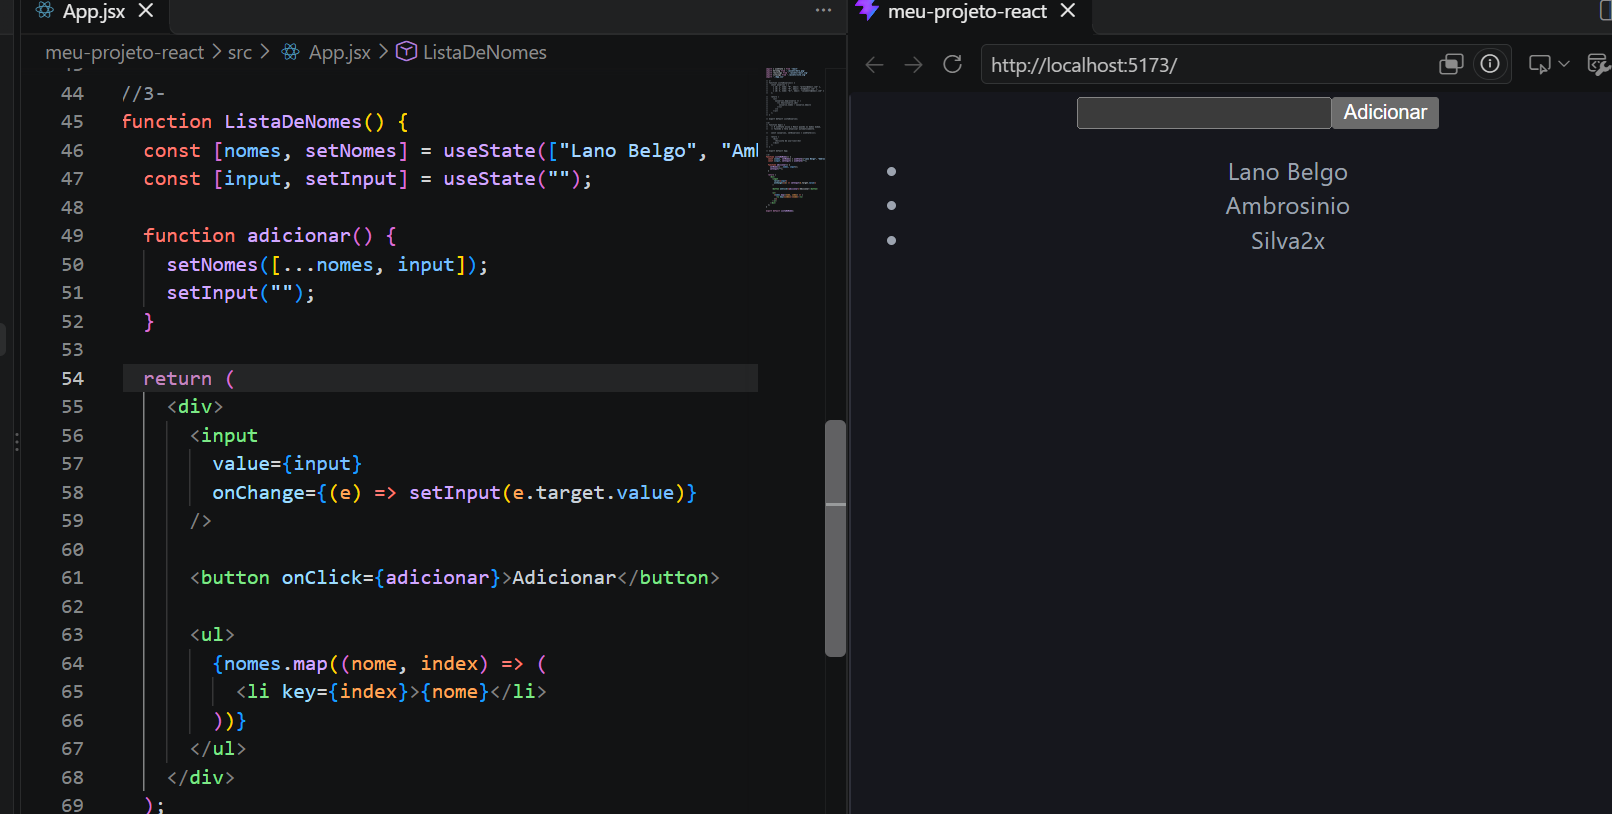 App.jsx
meu-projeto-react > src > App.jsx > ListaDeNomes
44 //3-
45 function ListaDeNomes() {
46 const [nomes, setNomes] = useState(["Lano Belgo", "Amb
47 const [input, setInput] = useState("");
48
49 function adicionar() {
50 setNomes([...nomes, input]);
51 setInput("");
52 }
53
54 return (
55 <div>
56 <input
57 value={input}
58 onChange={(e) => setInput(e.target.value)}
59 />
60
61 <button onClick={adicionar}>Adicionar</button>
62
63 <ul>
64 {nomes.map((nome, index) => (
65 <li key={index}>{nome}</li>
66 ))}
67 </ul>
68 </div>
69 );
meu-projeto-react
http://localhost:5173/
Adicionar
Lano Belgo
Ambrosinio
Silva2x